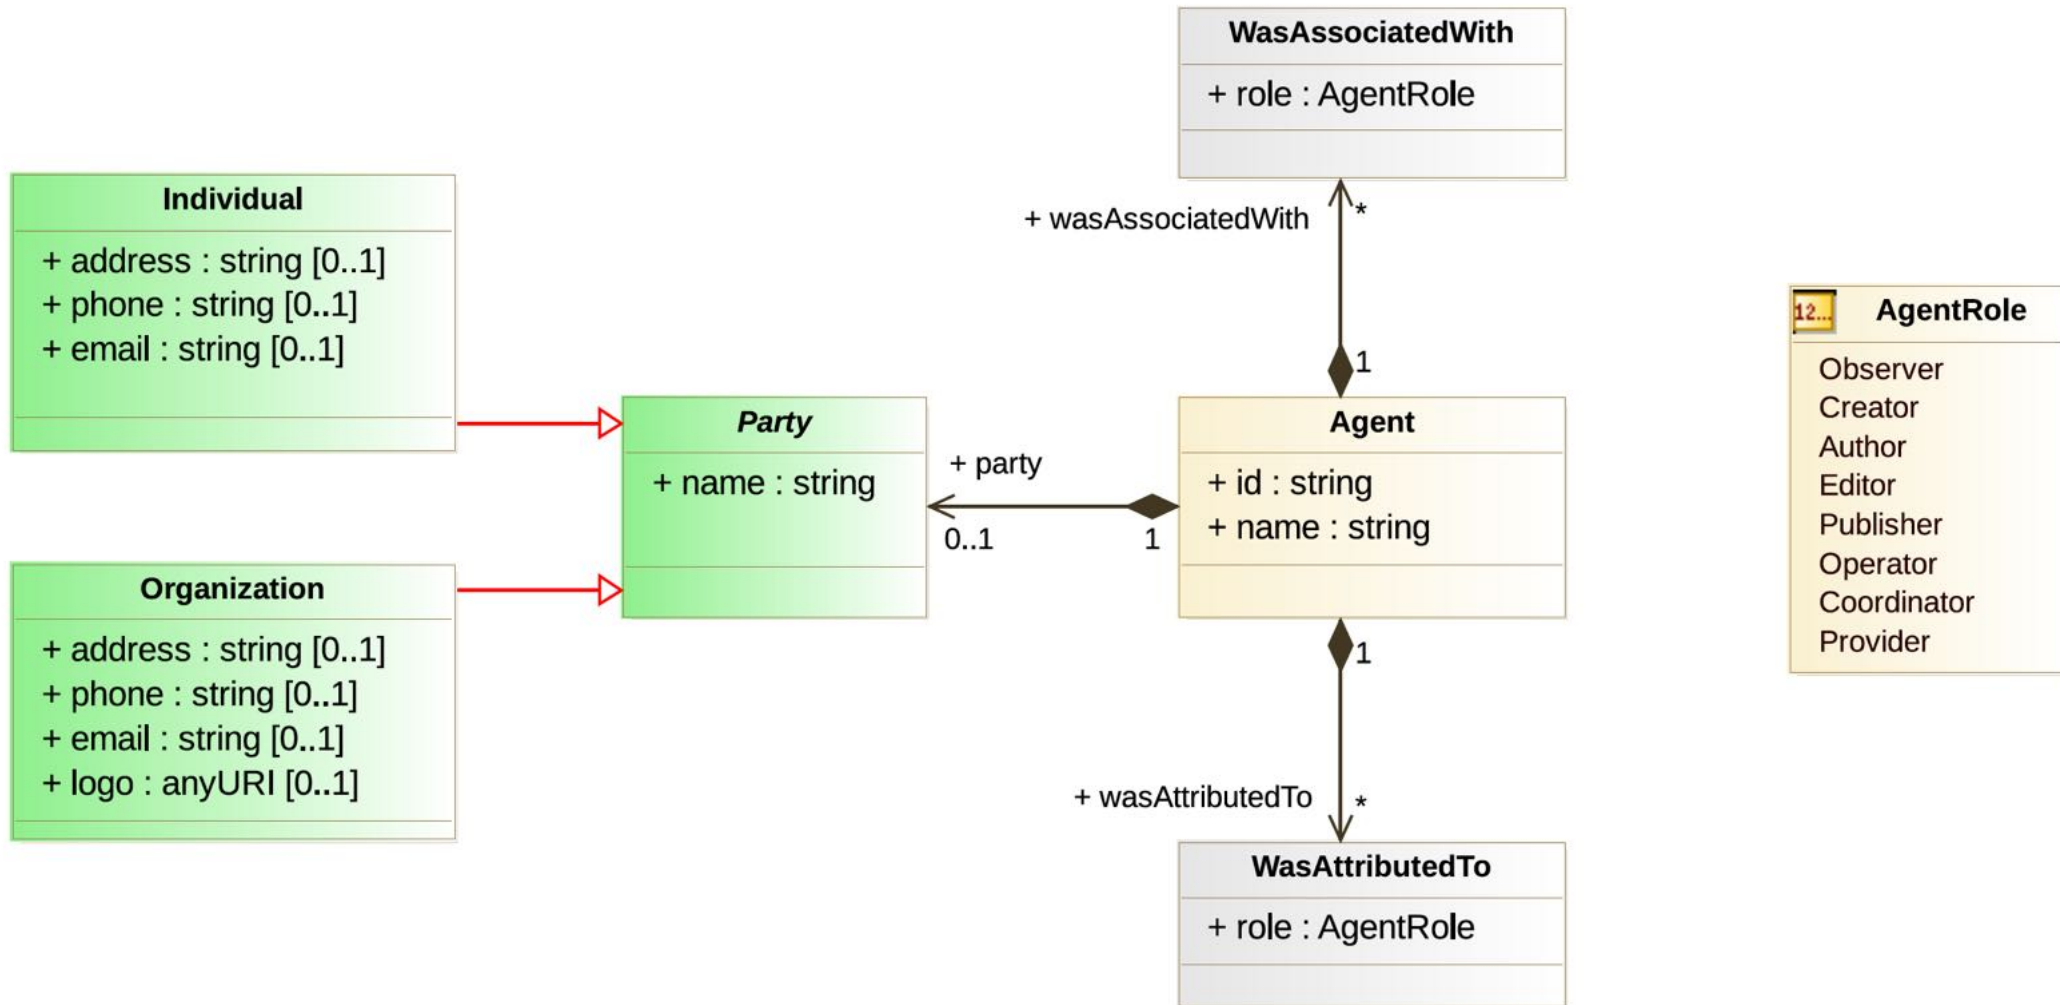 WasAssociatedWith
+ role : AgentRole
+ wasAssociatedWith
*
1
Individual
+ address : string [0..1]
+ phone : string [0..1]
+ email : string [0..1]
Party
+ name : string
+ party
0..1
1
Agent
+ id : string
+ name : string
12...
AgentRole
Observer
Creator
Author
Editor
Publisher
Operator
Coordinator
Provider
Organization
+ address : string [0..1]
+ phone : string [0..1]
+ email : string [0..1]
+ logo : anyURI [0..1]
1
+ wasAttributedTo
*
WasAttributedTo
+ role : AgentRole